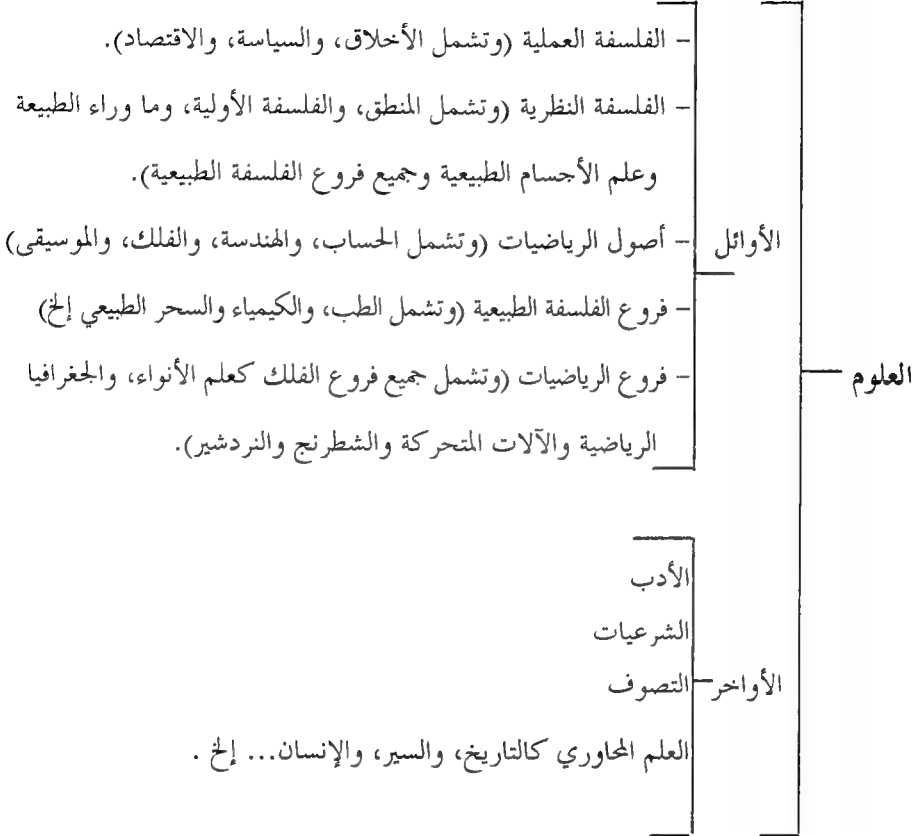 – الفلسفة العملية (وتشمل الأخلاق، والسياسة، والاقتصاد).
– الفلسفة النظرية (وتشمل المنطق، والفلسفة الأولية، وما وراء الطبيعة
وعلم الأجسام الطبيعية وجميع فروع الفلسفة الطبيعية).
الأوائل
– أصول الرياضيات (وتشمل الحساب، والهندسة، والفلك، والموسيقى)
– فروع الفلسفة الطبيعية (وتشمل الطب، والكيمياء والسحر الطبيعي إلخ)
العلوم
– فروع الرياضيات (وتشمل جميع فروع الفلك كعلم الأنواء، والجغرافيا
الرياضية والآلات المتحركة والشطرنج والنردشير).
الأدب
الشرعيات
الأواخر
التصوف
العلم المحاوري كالتاريخ، والسير، والإنسان... إلخ .